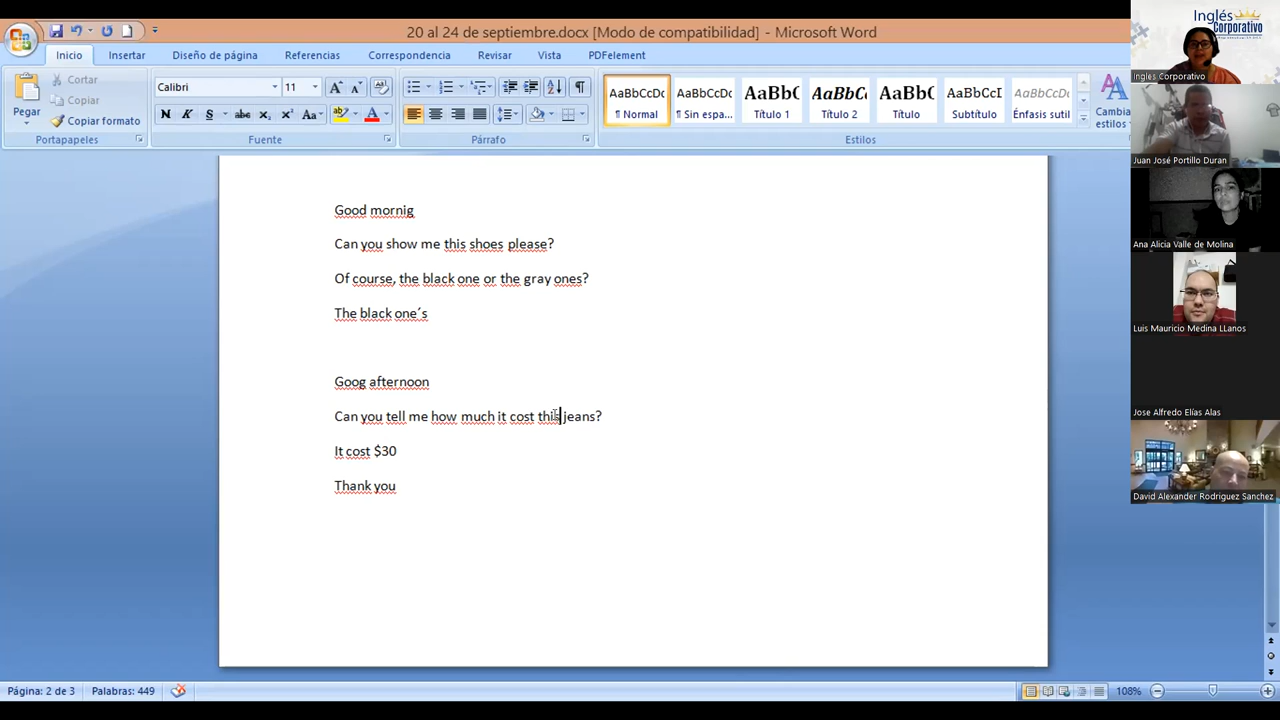 20 al 24 de septiembre.docx [Modo de compatibilidad] - Microsoft Word
Inicio
Insertar
Diseño de página
Referencias
Correspondencia
Revisar
Vista
PDFelement
Pegar
Cortar
Copiar
Copiar formato
Portapapeles
Calibri
11
Fuente
Párrafo
AaBbCcDc
¶ Normal
AaBbCcDc
¶ Sin espa...
AaBbC
Título 1
AaBbC
Título 2
AaBbC
Título
AaBbCcI
Subtítulo
AaBbCcDc
Énfasis sutil
Cambiar
estilos
Estilos
Good mornig
Can you show me this shoes please?
Of course, the black one or the gray ones?
The black one´s
Goog afternoon
Can you tell me how much it cost this jeans?
It cost $30
Thank you
Página: 2 de 3
Palabras: 449
108%
Inglés
Corporativo
Ingles Corporativo
Juan José Portillo Duran
Ana Alicia Valle de Molina
Luis Mauricio Medina LLanos
Jose Alfredo Elías Alas
David Alexander Rodriguez Sanchez